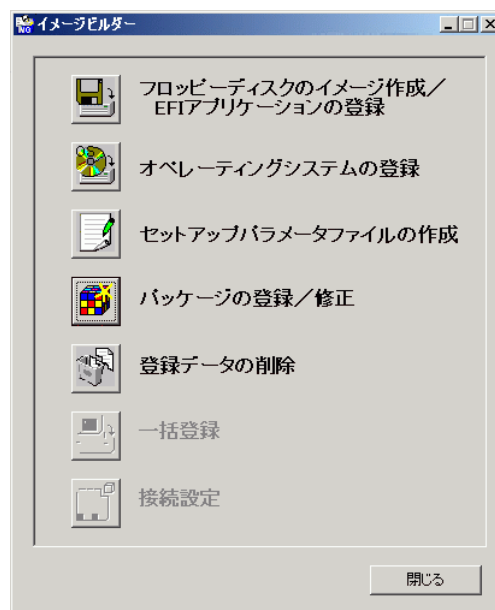 イメージビルダー
フロッピーディスクのイメージ作成／
EFIアプリケーションの登録
オペレーティングシステムの登録
セットアップパラメータファイルの作成
パッケージの登録／修正
登録データの削除
一括登録
接続設定
閉じる